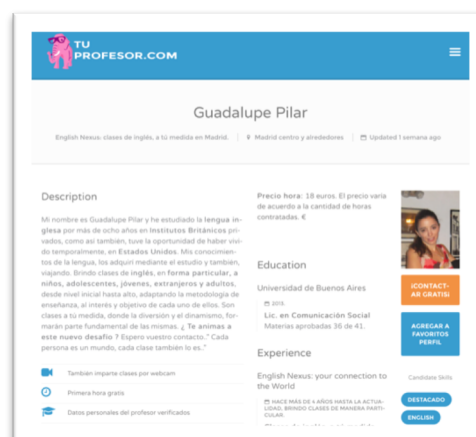 TU
PROFESOR.COM
Guadalupe Pilar
English Nexus: clases de inglés, a tú medida en Madrid.
Madrid centro y alrededores
Updated 1 semana ago
Description
Mi nombre es Guadalupe Pilar y he estudiado la lengua in-
glesa por más de ocho años en Institutos Británicos pri-
vados, como así también, tuve la oportunidad de haber vivi-
do temporalmente, en Estados Unidos. Mis conocimien-
tos de la lengua, los adquirí mediante el estudio y también,
viajando. Brindo clases de inglés, en forma particular, a
niños, adolescentes, jóvenes, extranjeros y adultos,
desde nivel inicial hasta alto, adaptando la metodología de
enseñanza, al interés y objetivo de cada uno de ellos. Son
clases a tú medida, donde la diversión y el dinamismo, for-
marán parte fundamental de las mismas. ¿ Te animas a
este nuevo desafío ? Espero vuestro contacto.." Cada
persona es un mundo, cada clase también lo es.."
También imparte clases por webcam
Primera hora gratis
Datos personales del profesor verificados
Precio hora: 18 euros. El precio varia
de acuerdo a la cantidad de horas
contratadas. €
Education
Universidad de Buenos Aires
2015.
Lic. en Comunicación Social
Materias aprobadas 36 de 41.
Experience
English Nexus: your connection to
the World
HACE MÁS DE 4 AÑOS HASTA LA ACTUA-
LIDAD. BRINDO CLASES DE MANERA PARTI-
CULAR.
¡CONTACT-
AR GRATIS!
AGREGAR A
FAVORITOS
PERFIL
Candidate Skills
DESTACADO
ENGLISH